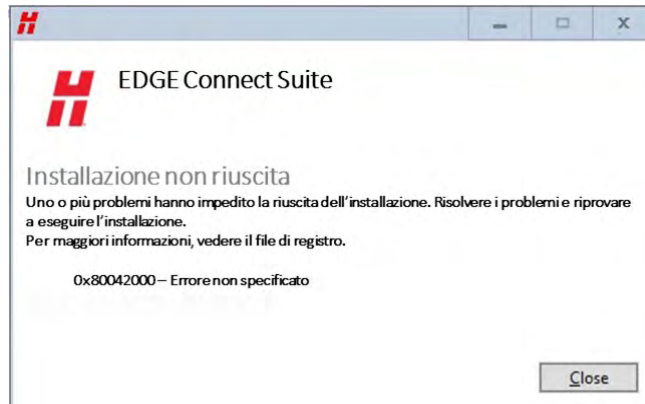 EDGE Connect Suite
Installazione non riuscita
Uno o più problemi hanno impedito la riuscita dell'installazione. Risolvere i problemi e riprovare
a eseguire l'installazione.
Per maggiori informazioni, vedere il file di registro.
0x80042000 – Errore non specificato
Close